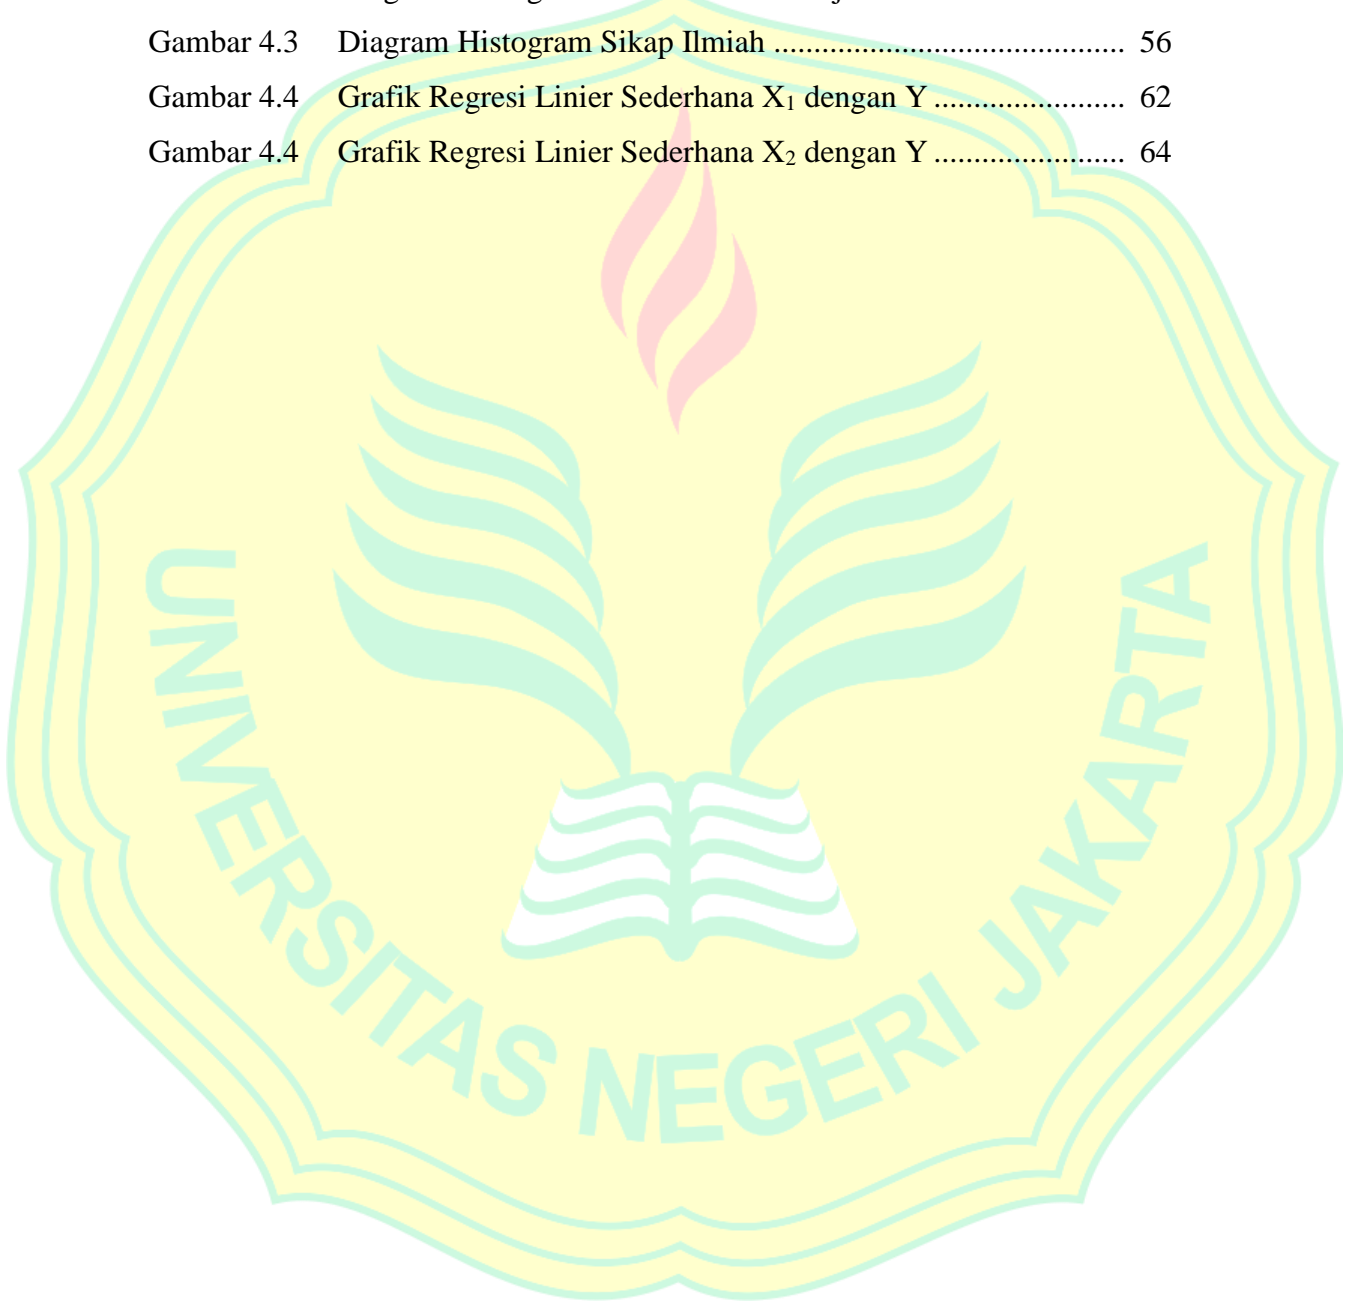 Gambar 4.3 Diagram Histogram Sikap Ilmiah ........................................... 56
Gambar 4.4 Grafik Regresi Linier Sederhana X₁ dengan Y ....................... 62
Gambar 4.4 Grafik Regresi Linier Sederhana X₂ dengan Y ....................... 64
UNIVERSITAS NEGERI JAKARTA